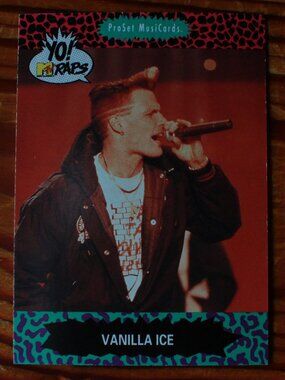 ProSet MusiCards
YO!
MTV RAPS
VANILLA ICE